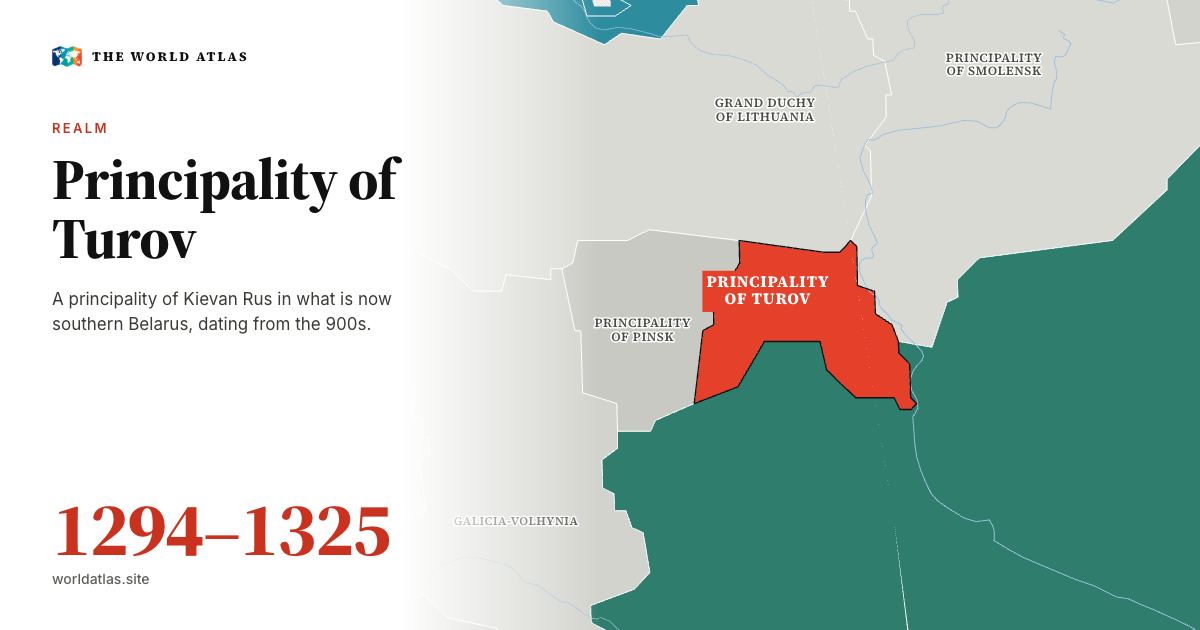 THE WORLD ATLAS
REALM
Principality of
Turov
A principality of Kievan Rus in what is now
southern Belarus, dating from the 900s.
1294–1325
worldatlas.site
PRINCIPALITY
OF SMOLENSK
GRAND DUCHY
OF LITHUANIA
PRINCIPALITY
OF TUROV
PRINCIPALITY
OF PINSK
GALICIA-VOLHYNIA